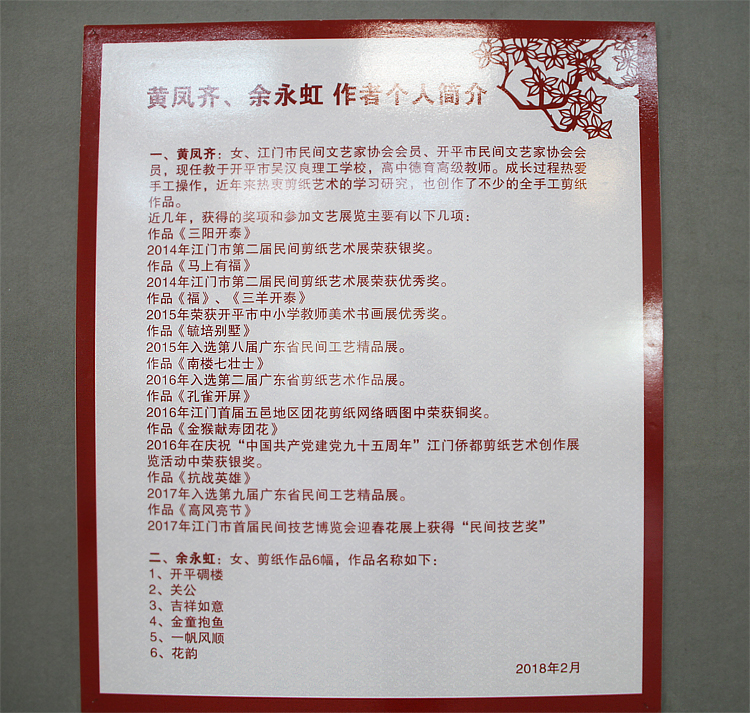 黄凤齐、余永虹 作者个人简介
一、黄凤齐：女、江门市民间文艺家协会会员、开平市民间文艺家协会会
员，现任教于开平市吴汉良理工学校，高中德育高级教师。成长过程热爱
手工操作，近年来热衷剪纸艺术的学习研究，也创作了不少的全手工剪纸
作品。
近几年，获得的奖项和参加文艺展览主要有以下几项：
作品《三阳开泰》
2014年江门市第二届民间剪纸艺术展荣获银奖。
作品《马上有福》
2014年江门市第二届民间剪纸艺术展荣获优秀奖。
作品《福》、《三羊开泰》
2015年荣获开平市中小学教师美术书画展优秀奖。
作品《毓培别墅》
2015年入选第八届广东省民间工艺精品展。
作品《南楼七壮士》
2016年入选第二届广东省剪纸艺术作品展。
作品《孔雀开屏》
2016年江门首届五邑地区团花剪纸网络晒图中荣获铜奖。
作品《金猴献寿团花》
2016年在庆祝“中国共产党建党九十五周年”江门侨都剪纸艺术创作展
览活动中荣获银奖。
作品《抗战英雄》
2017年入选第九届广东省民间工艺精品展。
作品《高风亮节》
2017年江门市首届民间技艺博览会迎春花展上获得“民间技艺奖”
二、余永虹：女、剪纸作品6幅，作品名称如下：
1、开平碉楼
2、关公
3、吉祥如意
4、金童抱鱼
5、一帆风顺
6、花韵
2018年2月